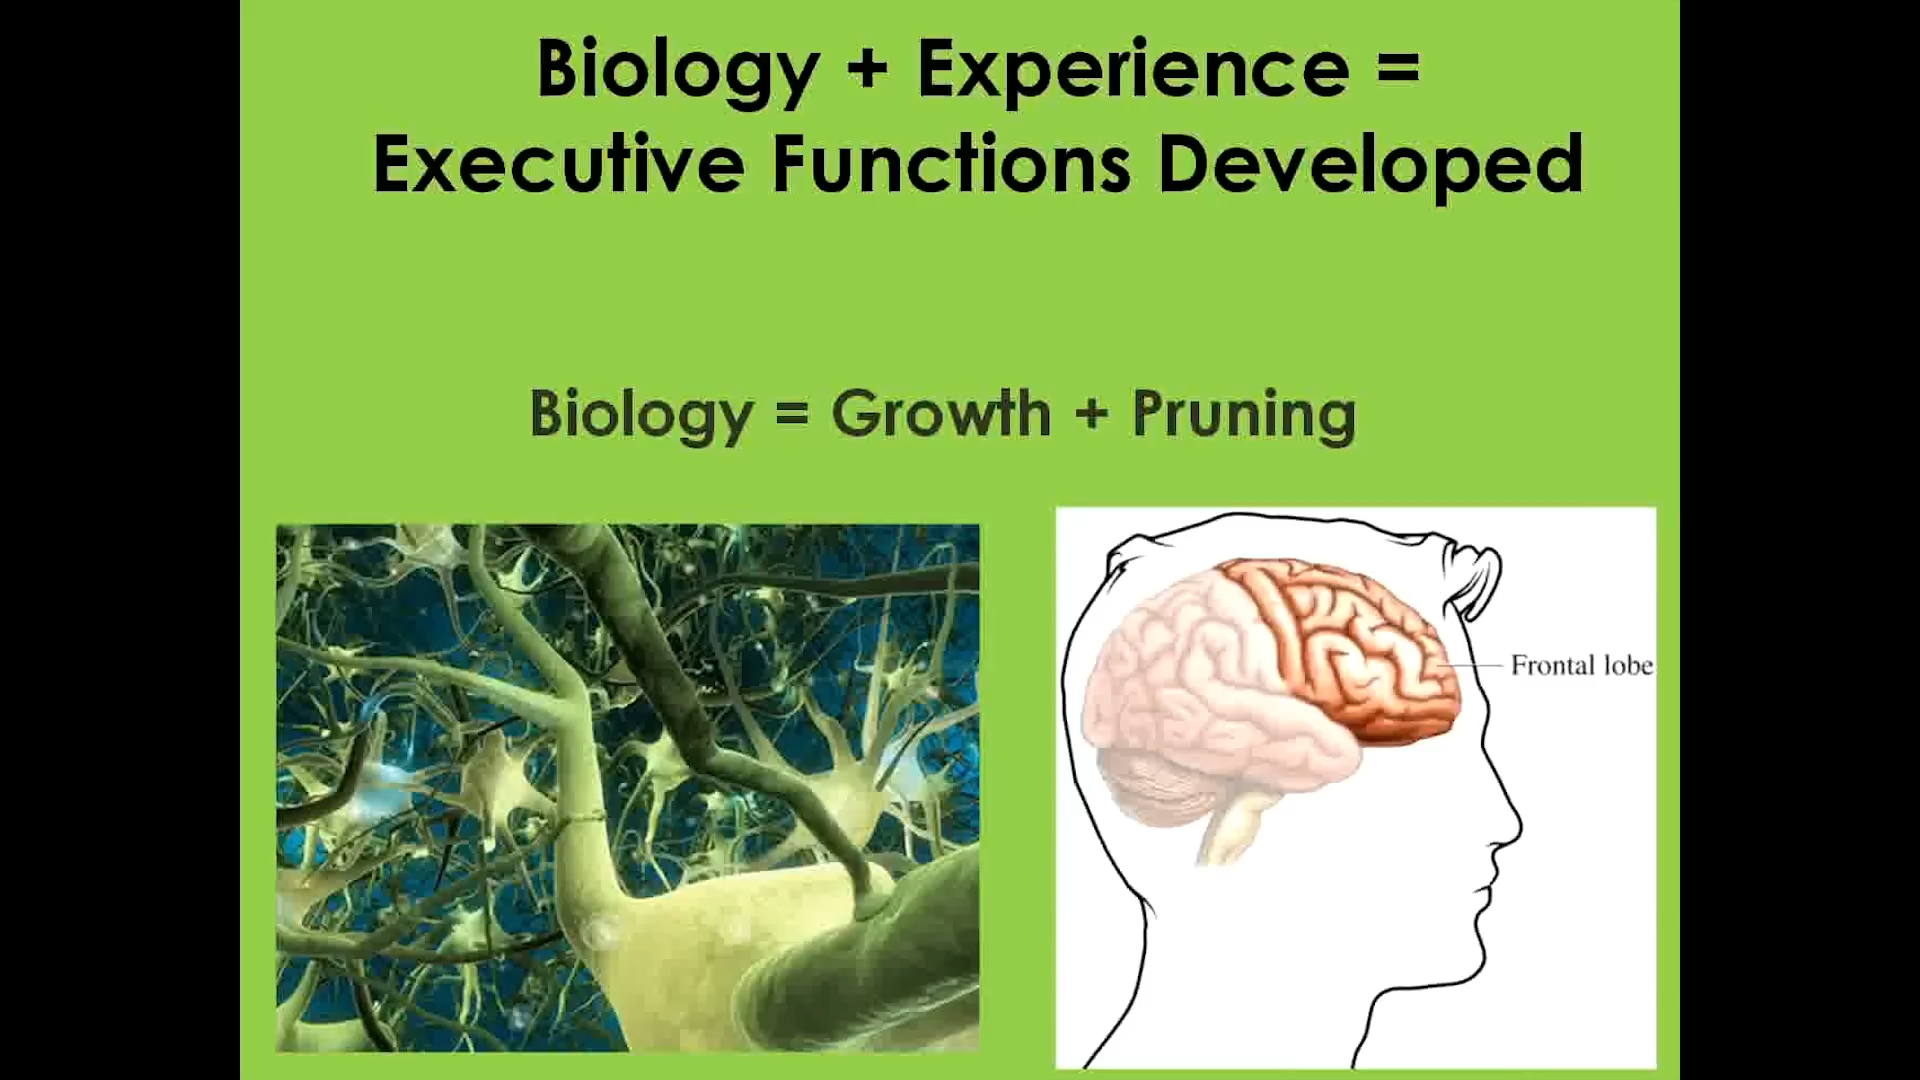 Biology + Experience =
Executive Functions Developed
Biology = Growth + Pruning
Frontal lobe